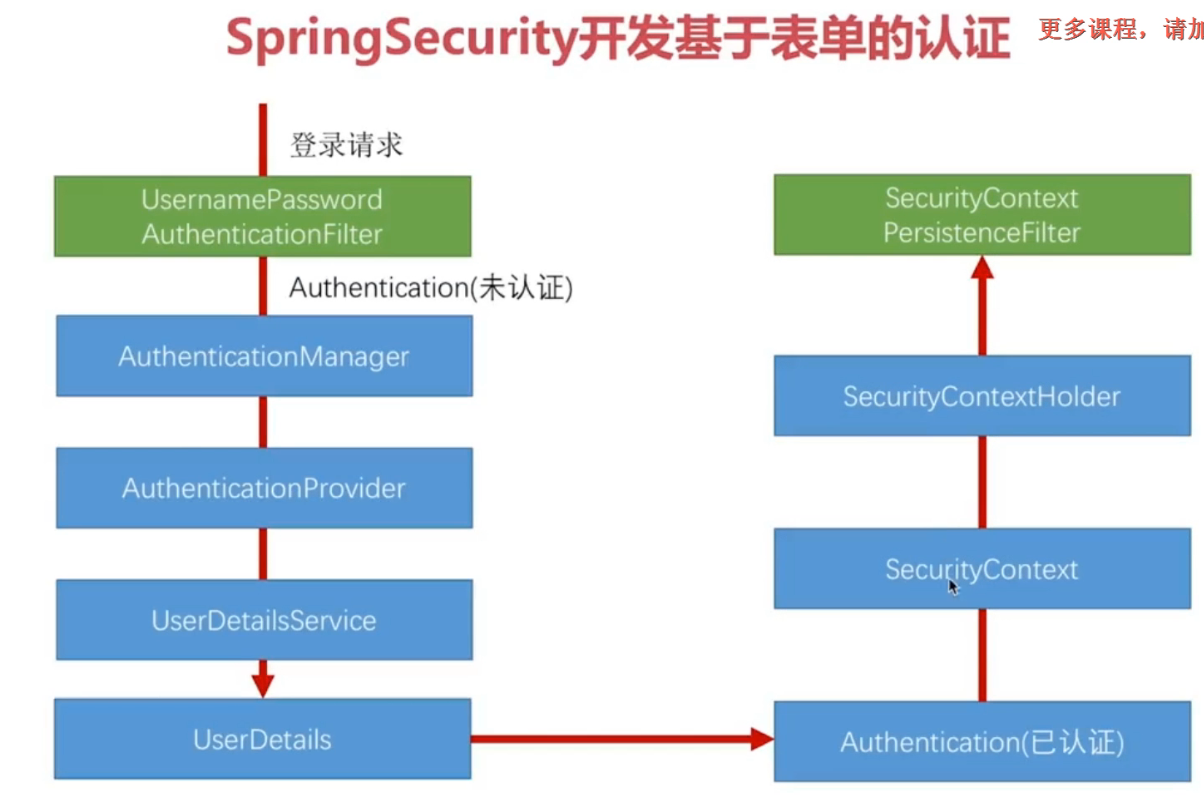 SpringSecurity开发基于表单的认证
更多课程，请加
登录请求
UsernamePassword
AuthenticationFilter
Authentication(未认证)
AuthenticationManager
AuthenticationProvider
UserDetailsService
UserDetails
SecurityContext
PersistenceFilter
SecurityContextHolder
SecurityContext
Authentication(已认证)